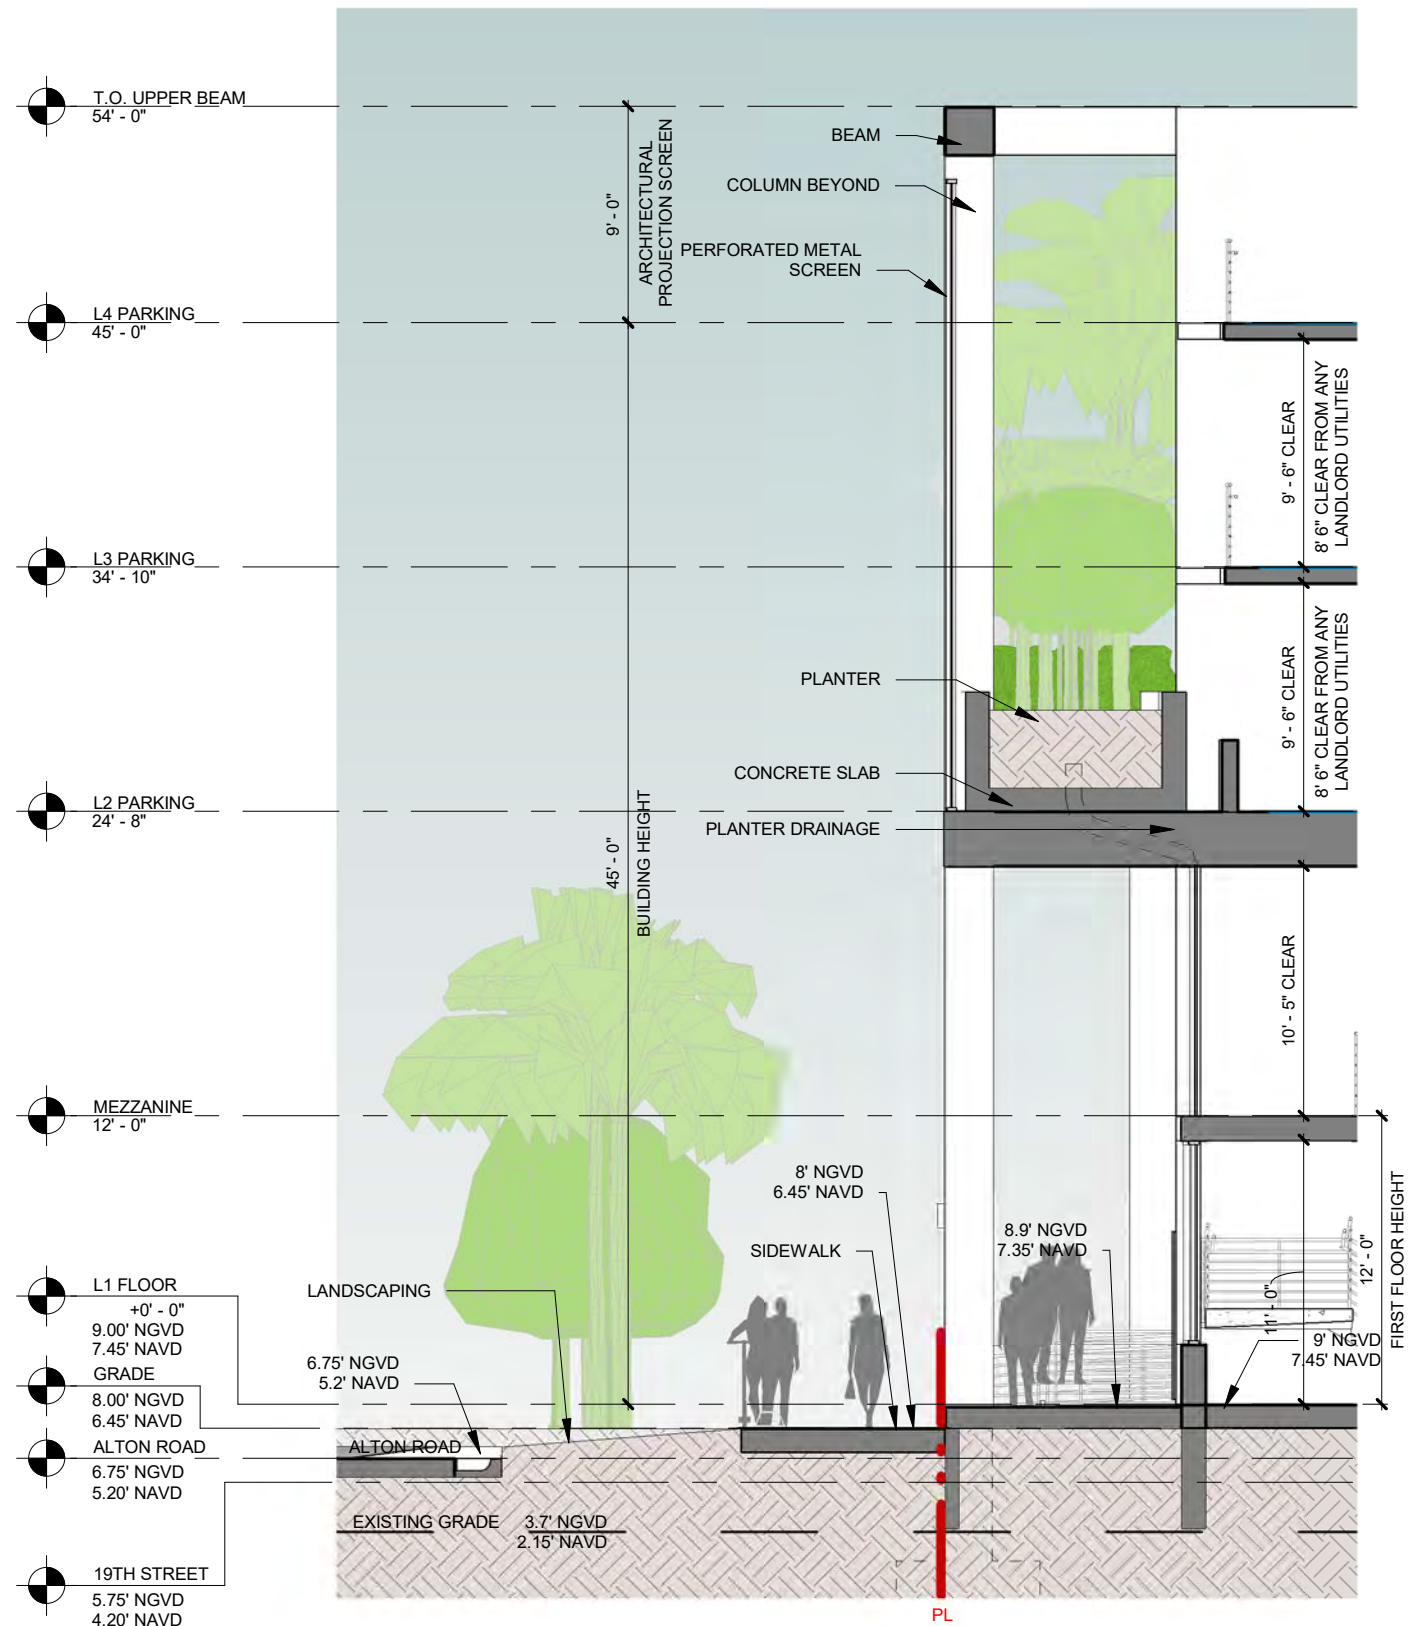 T.O. UPPER BEAM
54' - 0"
L4 PARKING
45' - 0"
L3 PARKING
34' - 10"
L2 PARKING
24' - 8"
MEZZANINE
12' - 0"
L1 FLOOR
+0' - 0"
9.00' NGVD
7.45' NAVD
GRADE
8.00' NGVD
6.45' NAVD
ALTON ROAD
6.75' NGVD
5.20' NAVD
19TH STREET
5.75' NGVD
4.20' NAVD
9' - 0"
ARCHITECTURAL
PROJECTION SCREEN
45' - 0"
BUILDING HEIGHT
BEAM
COLUMN BEYOND
PERFORATED METAL
SCREEN
PLANTER
CONCRETE SLAB
PLANTER DRAINAGE
8' NGVD
6.45' NAVD
SIDEWALK
LANDSCAPING
6.75' NGVD
5.2' NAVD
ALTON ROAD
EXISTING GRADE
3.7' NGVD
2.15' NAVD
8.9' NGVD
7.35' NAVD
9' - 6" CLEAR
8' 6" CLEAR FROM ANY
LANDLORD UTILITIES
9' - 6" CLEAR
8' 6" CLEAR FROM ANY
LANDLORD UTILITIES
10' - 5" CLEAR
11' - 0"
12' - 0"
FIRST FLOOR HEIGHT
9' NGVD
7.45' NAVD
PL